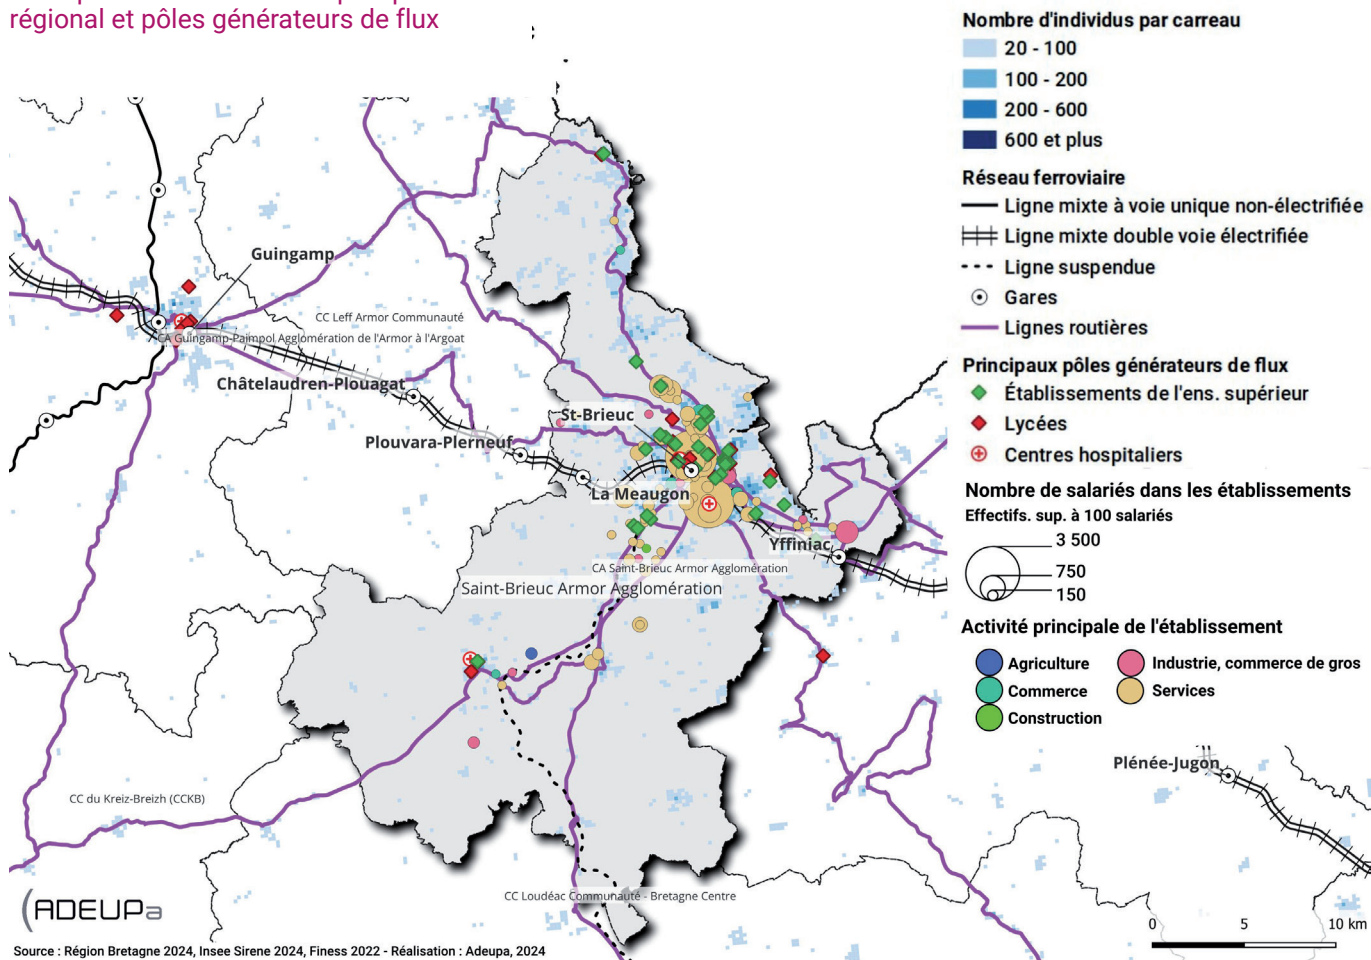 régional et pôles générateurs de flux
Nombre d'individus par carreau
20 - 100
100 - 200
200 - 600
600 et plus
Réseau ferroviaire
Ligne mixte à voie unique non-électrifiée
Ligne mixte double voie électrifiée
Ligne suspendue
Gares
Lignes routières
Principaux pôles générateurs de flux
Établissements de l'ens. supérieur
Lycées
Centres hospitaliers
Nombre de salariés dans les établissements
Effectifs. sup. à 100 salariés
3 500
750
150
Activité principale de l'établissement
Agriculture
Commerce
Construction
Industrie, commerce de gros
Services
Guingamp
CC Leff Armor Communauté
CA Guingamp-Paimpol Agglomération de l'Armor à l'Argoat
Châtelaudren-Plouagat
St-Brieuc
Plouvara-Plerneuf
La Meaugon
Yffiniac
CA Saint-Brieuc Armor Agglomération
Saint-Brieuc Armor Agglomération
Plénée-Jugon
CC du Kreiz-Breizh (CCKB)
CC Loudéac Communauté - Bretagne Centre
ADEUPa
0 5 10 km
Source : Région Bretagne 2024, Insee Sirene 2024, Finess 2022 - Réalisation : Adeupa, 2024